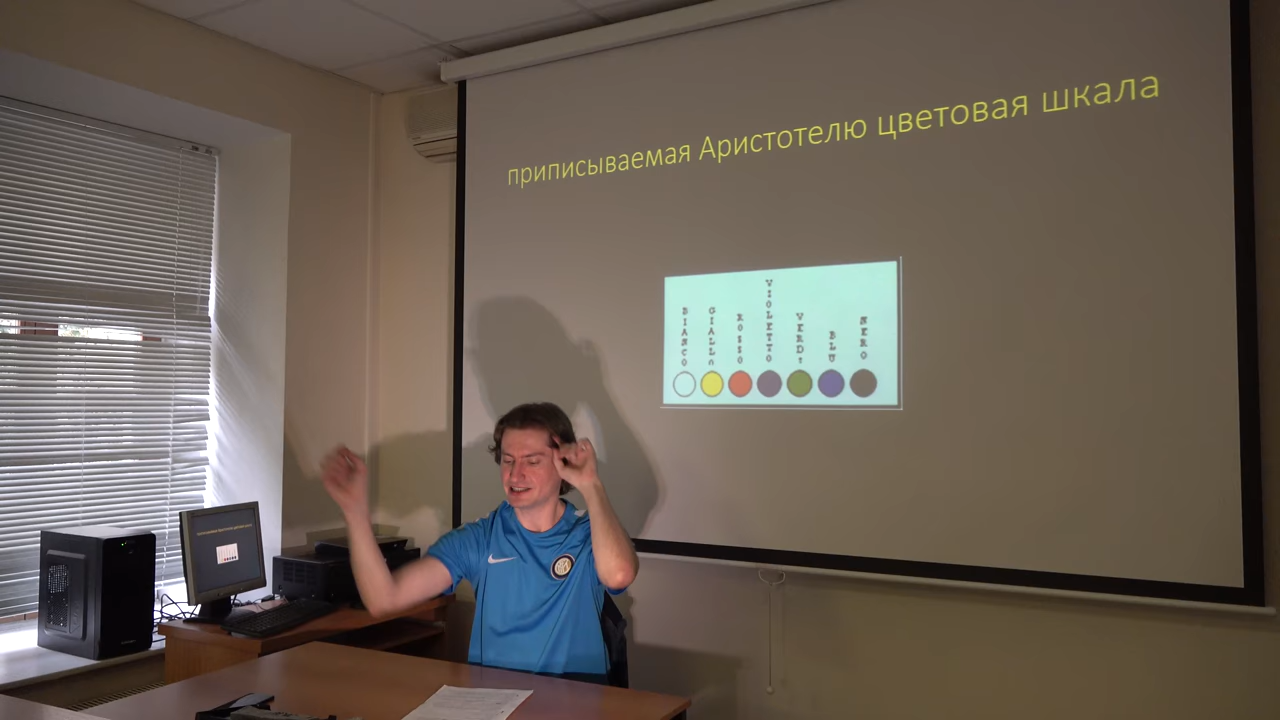 приписываемая Аристотелю цветовая шкала
BIANCO
GIALLO
ROSSO
VIOLETTO
VERDE
BLU
NERO